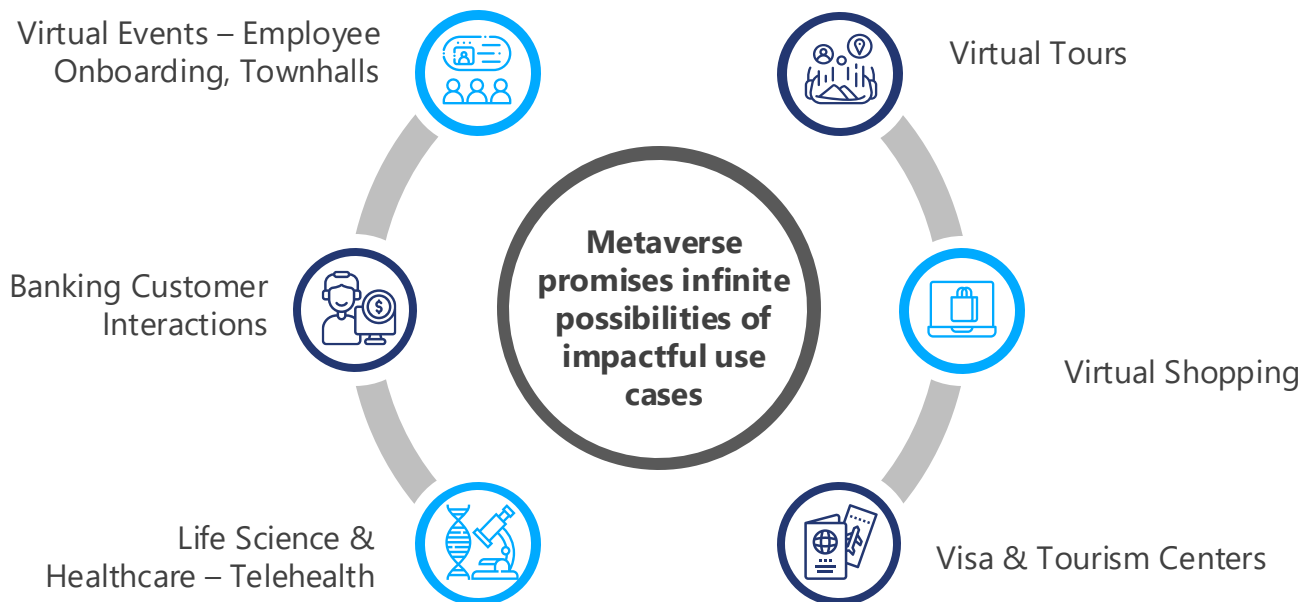 Virtual Events – Employee
Onboarding, Townhalls
Virtual Tours
Metaverse
promises infinite
possibilities of
impactful use
cases
Banking Customer
Interactions
$
Virtual Shopping
Life Science &
Healthcare – Telehealth
Visa & Tourism Centers